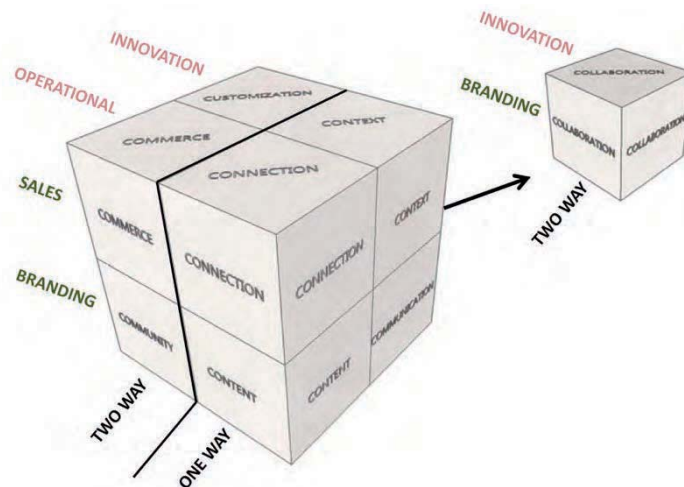 INNOVATION
OPERATIONAL
CUSTOMIZATION
COMMERCE
CONTEXT
CONNECTION
SALES
COMMERCE
CONNECTION
CONNECTION
CONTEXT
BRANDING
COMMUNITY
CONTENT
CONTENT
COMMUNICATION
TWO WAY
ONE WAY
INNOVATION
COLLABORATION
BRANDING
COLLABORATION
COLLABORATION
TWO WAY